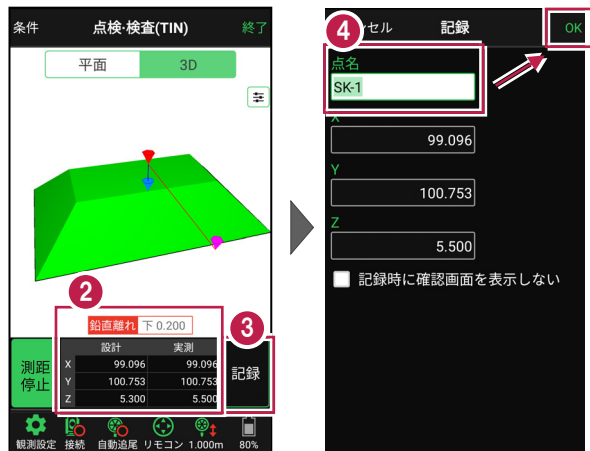 条件
点検・検査(TIN)
終了
平面
3D
2
鉛直離れ 下 0.200
設計 実測
X 99.096 99.096
Y 100.753 100.753
Z 5.300 5.500
測距
停止
3
記録
観測設定 接続 自動追尾 リモコン 1.000m 80%
4
ンセル
記録
OK
点名
SK-1
X
99.096
Y
100.753
Z
5.500
記録時に確認画面を表示しない